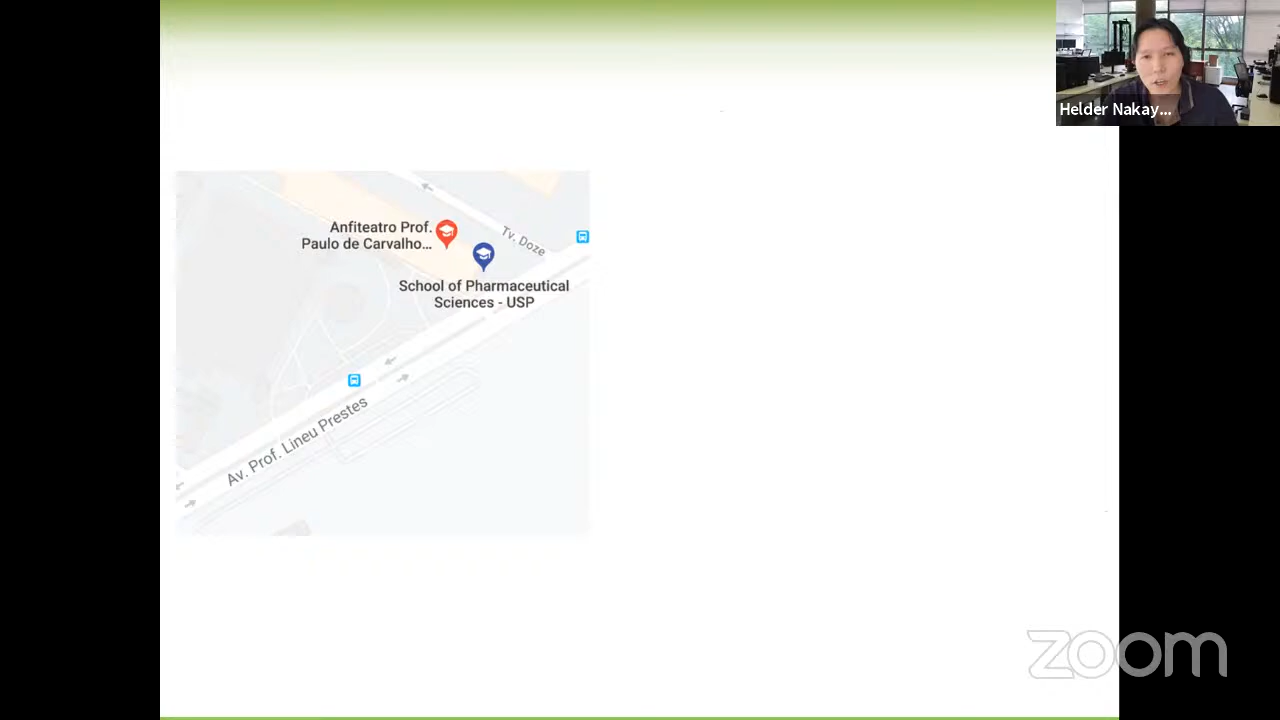 Helder Nakay...
Anfiteatro Prof.
Paulo de Carvalho...
Tv. Doze
School of Pharmaceutical
Sciences - USP
Av. Prof. Lineu Prestes
zoom